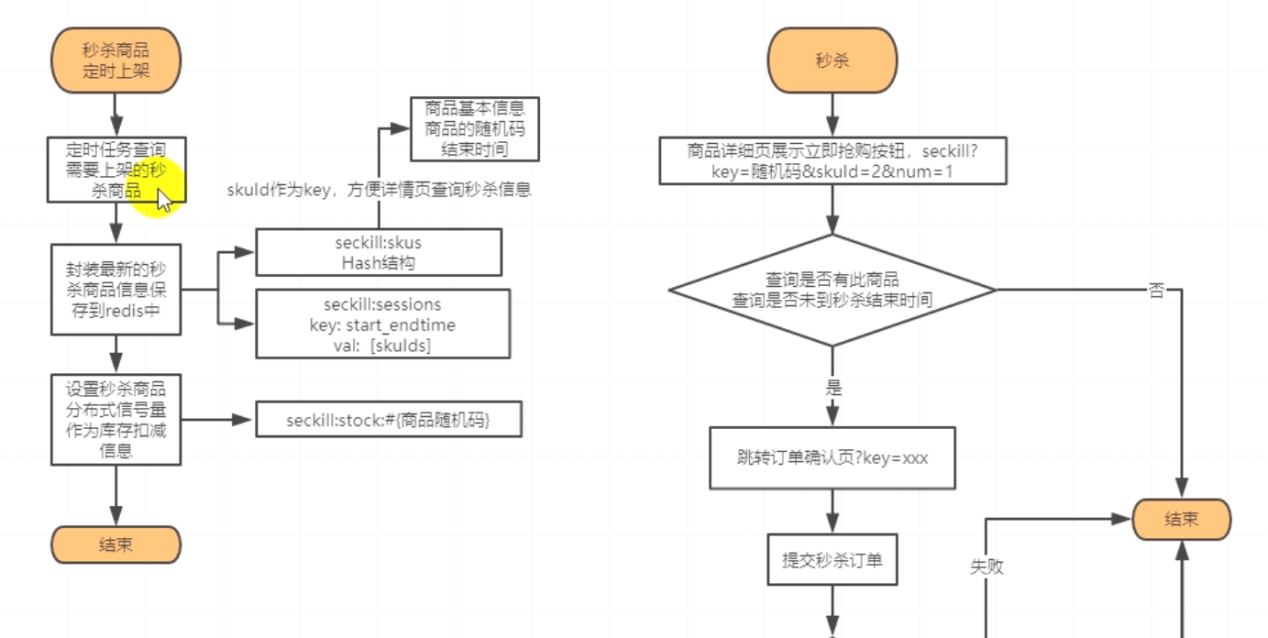 秒杀商品
定时上架
定时任务查询
需要上架的秒
杀商品
封装最新的秒
杀商品信息保
存到redis中
设置秒杀商品
分布式信号量
作为库存扣减
信息
结束
商品基本信息
商品的随机码
结束时间
skuId作为key，方便详情页查询秒杀信息
seckill:skus
Hash结构
seckill:sessions
key: start_endtime
val:  [skuIds]
seckill:stock:#{商品随机码}
秒杀
商品详细页展示立即抢购按钮，seckill?
key=随机码&skuId=2&num=1
查询是否有此商品
查询是否未到秒杀结束时间
否
是
跳转订单确认页?key=xxx
提交秒杀订单
失败
结束